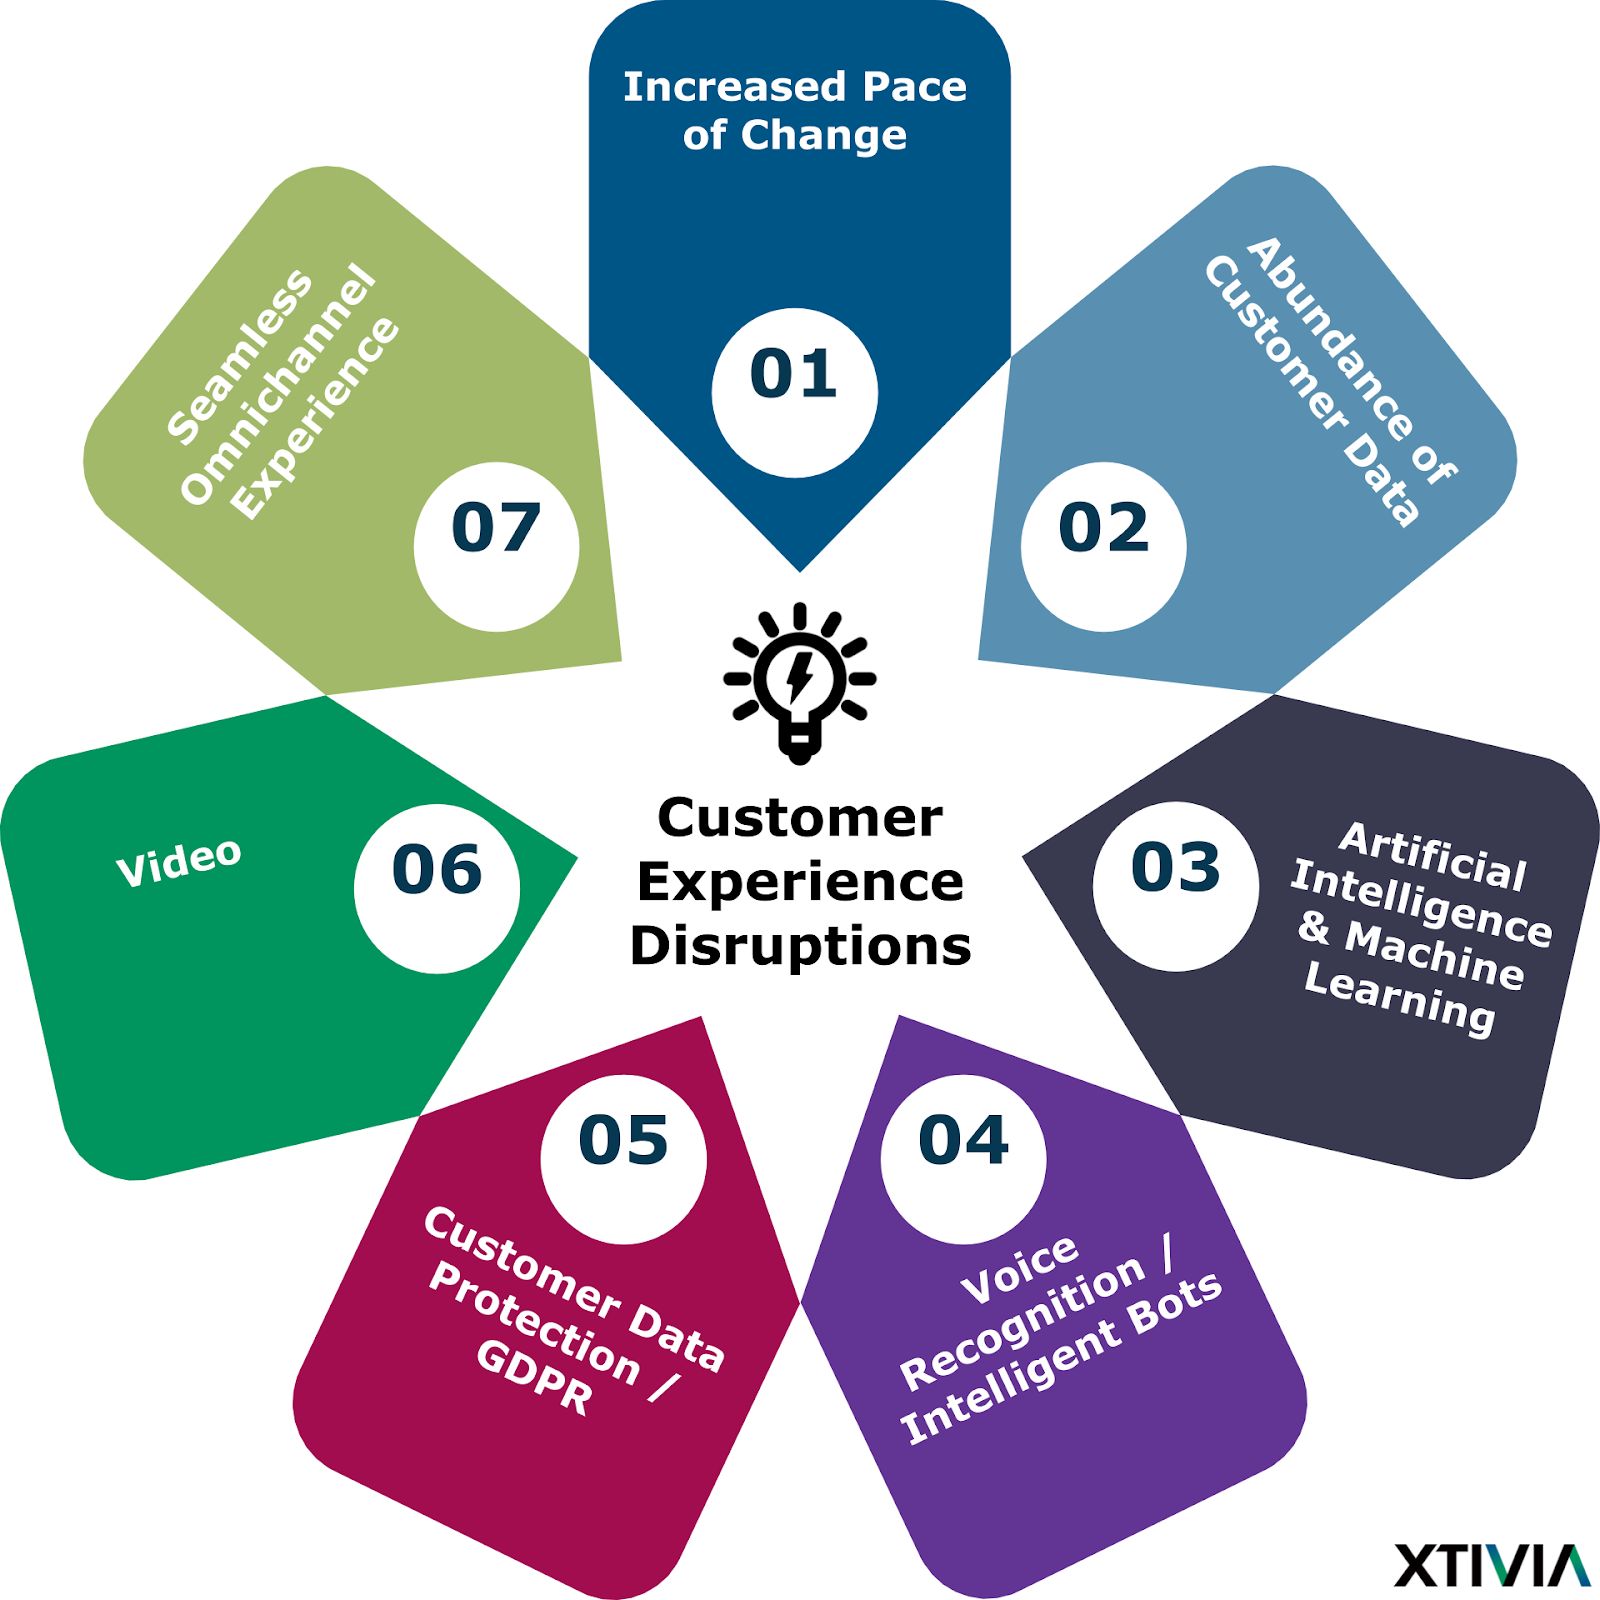 Increased Pace
of Change
01
Abundance of
Customer Data
02
Artificial
Intelligence
& Machine
Learning
03
Voice
Recognition /
Intelligent Bots
04
Customer Data
Protection /
GDPR
05
Video
06
Seamless
Omnichannel
Experience
07
Customer
Experience
Disruptions
XTIVIA